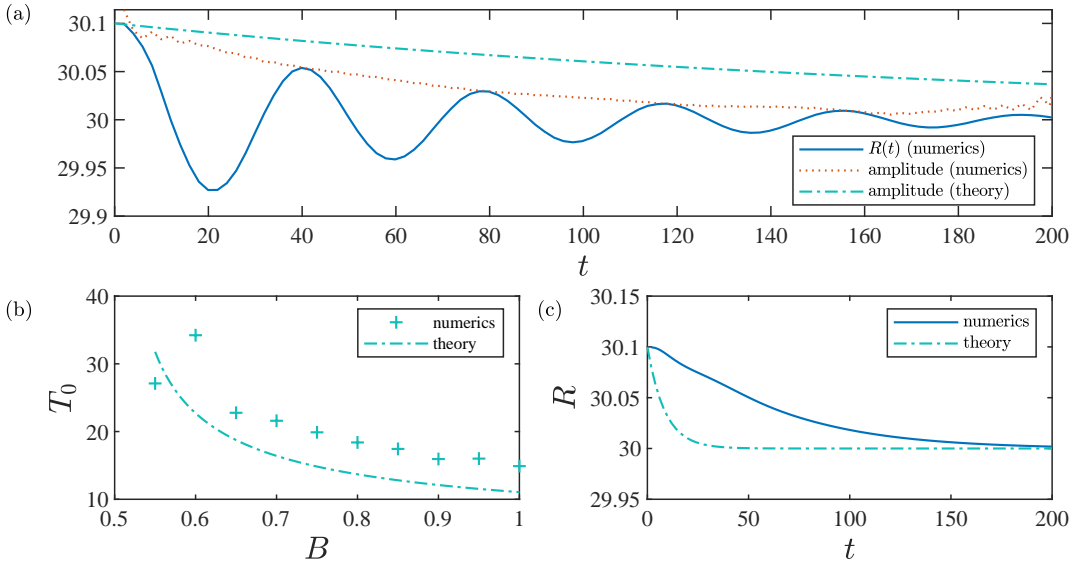 (a)
30.1
30.05
30
29.95
29.9
R(t) (numerics)
amplitude (numerics)
amplitude (theory)
0 20 40 60 80 100 120 140 160 180 200
t
(b)
40
30
20
10
T₀
numerics
theory
0.5 0.6 0.7 0.8 0.9 1
B
(c)
30.15
30.1
30.05
30
29.95
R
numerics
theory
0 50 100 150 200
t